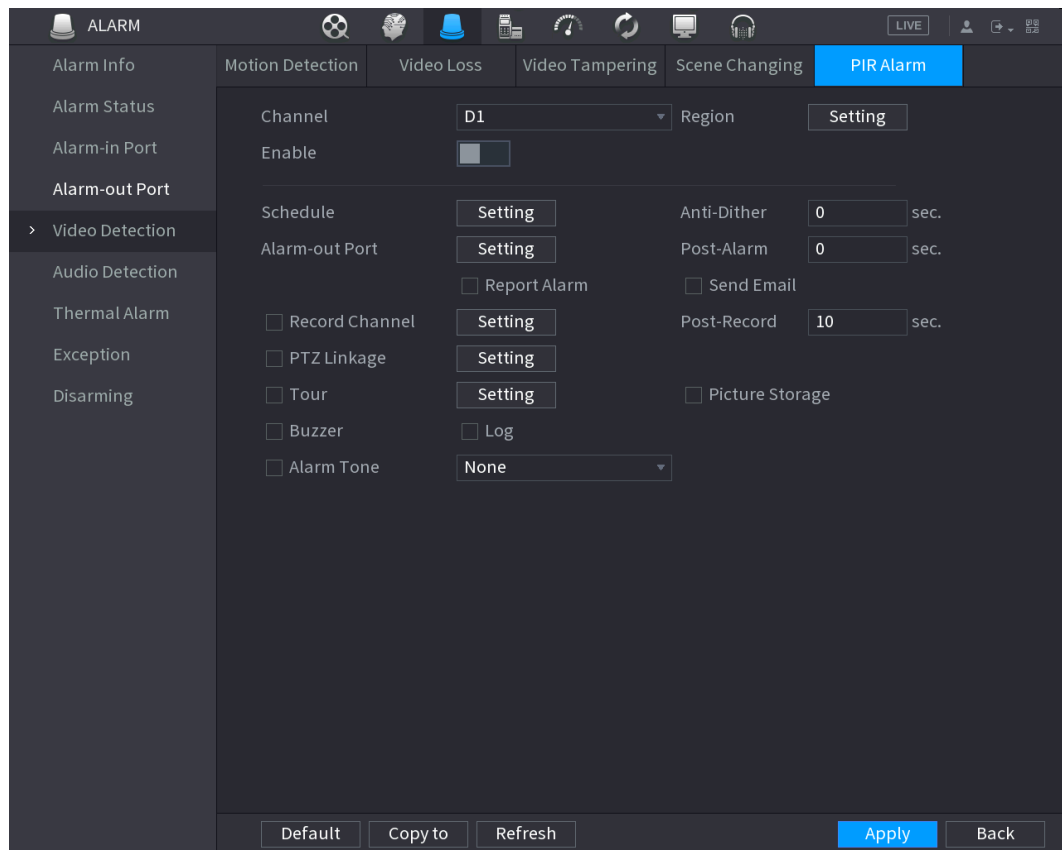 ALARM
LIVE
Alarm Info
Alarm Status
Alarm-in Port
Alarm-out Port
> Video Detection
Audio Detection
Thermal Alarm
Exception
Disarming
Motion Detection Video Loss Video Tampering Scene Changing PIR Alarm
Channel D1 Region Setting
Enable
Schedule Setting Anti-Dither 0 sec.
Alarm-out Port Setting Post-Alarm 0 sec.
Report Alarm Send Email
Record Channel Setting Post-Record 10 sec.
PTZ Linkage Setting
Tour Setting Picture Storage
Buzzer Log
Alarm Tone None
Default Copy to Refresh Apply Back